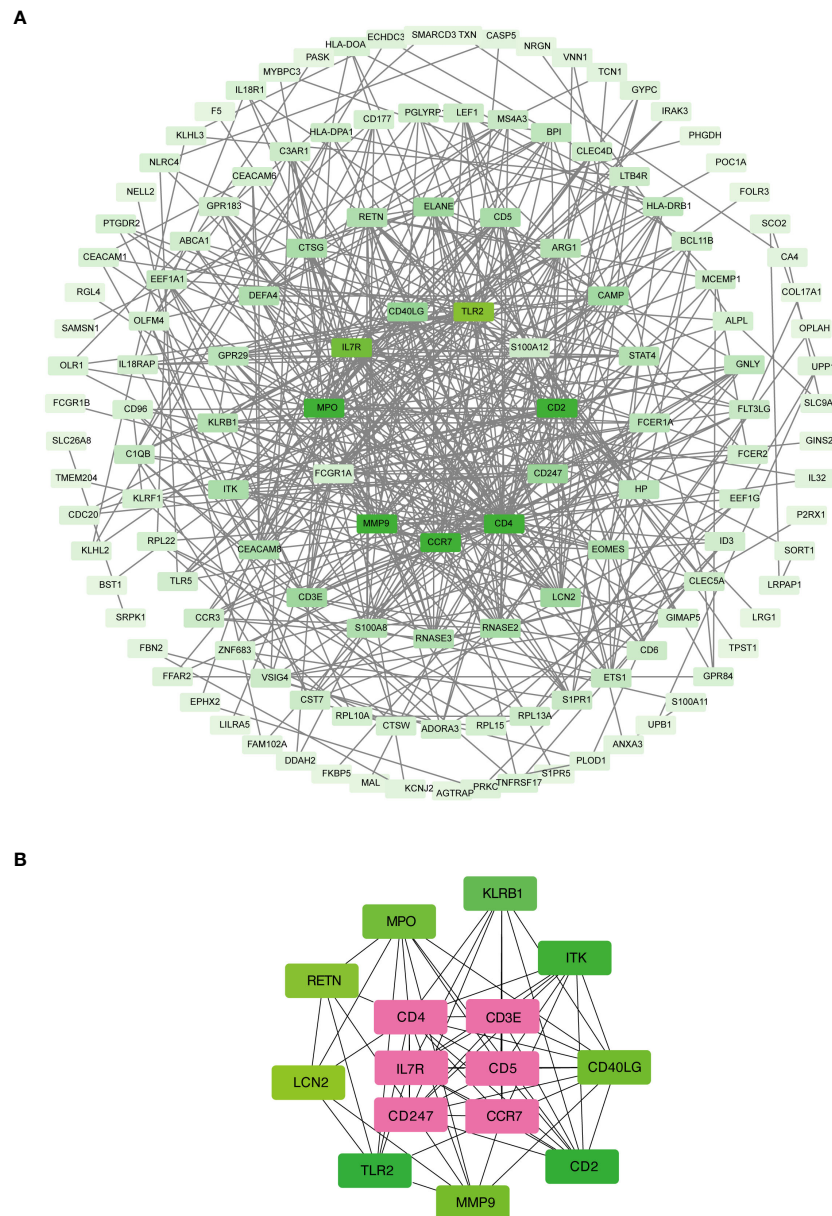 A
HLA-DOA
ECHDC3
SMARCD3
TXN
CASP5
PASK
NRGN
MYBPC3
VNN1
IL18R1
TCN1
F5
GYPC
KLHL3
CD177
PGLYRP1
LEF1
MS4A3
IRAK3
HLA-DPA1
BPI
NLRC4
C3AR1
CLEC4D
PHGDH
NELL2
CEACAM6
LTB4R
POC1A
PTGDR2
GPR183
RETN
ELANE
CD5
HLA-DRB1
FOLR3
CEACAM1
ABCA1
CTSG
ARG1
BCL11B
SCO2
RGL4
EEF1A1
DEFA4
CAMP
MCEMP1
CA4
SAMSN1
OLFM4
CD40LG
TLR2
ALPL
COL17A1
OLR1
IL18RAP
GPR29
IL7R
S100A12
STAT4
GNLY
OPLAH
UPP1
FCGR1B
CD96
KLRB1
MPO
CD2
FCER1A
FLT3LG
SLC9A
SLC26A8
C1QB
GINS2
TMEM204
ITK
FCGR1A
CD247
HP
FCER2
IL32
CDC20
KLRF1
EEF1G
P2RX1
KLHL2
RPL22
CEACAM8
MMP9
CCR7
CD4
EOMES
ID3
SORT1
BST1
TLR5
CD3E
LCN2
CLEC5A
LRPAP1
SRPK1
CCR3
S100A8
RNASE3
RNASE2
GIMAP5
LRG1
FBN2
ZNF683
CD6
TPST1
FFAR2
VSIG4
ETS1
GPR84
EPHX2
CST7
S1PR1
S100A11
LILRA5
RPL10A
CTSW
ADORA3
RPL15
RPL13A
UPB1
FAM102A
ANXA3
DDAH2
PLOD1
FKBP5
S1PR5
MAL
TNFRSF17
KCNJ2
AGTRAP
PRKC
B
KLRB1
MPO
ITK
RETN
CD4
CD3E
IL7R
CD5
CD40LG
LCN2
CD247
CCR7
TLR2
CD2
MMP9